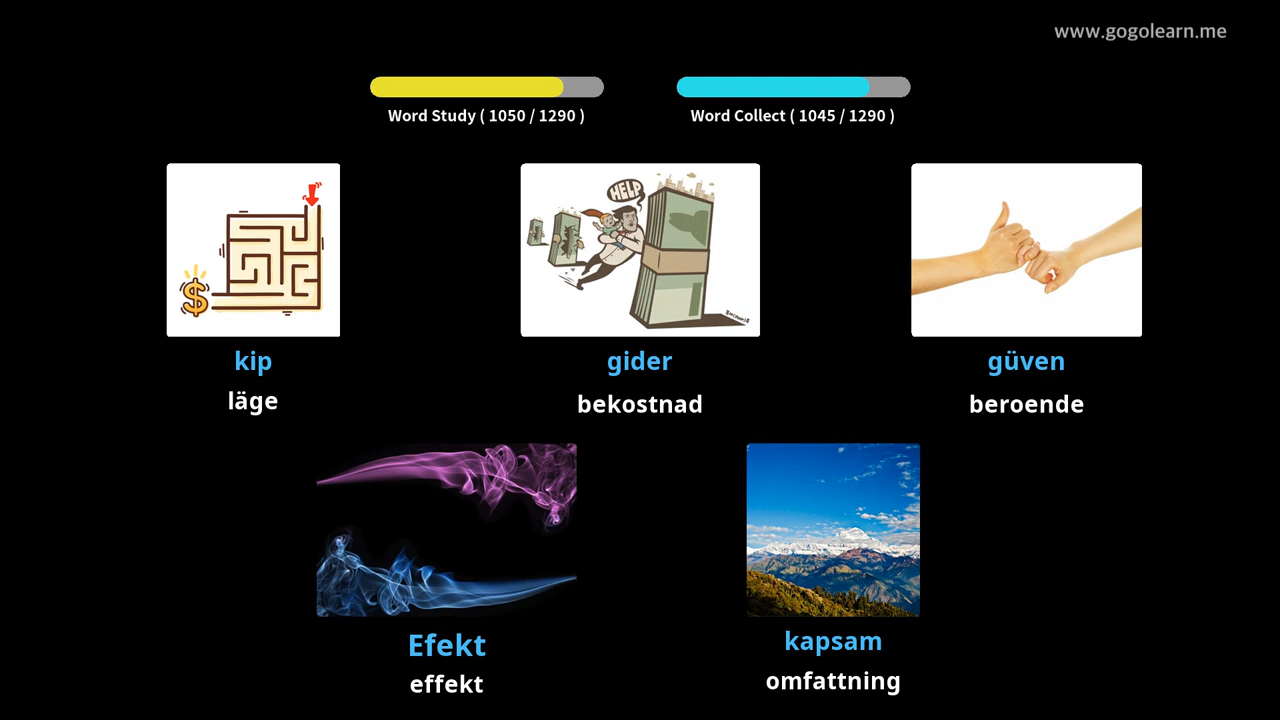 www.gogolearn.me
Word Study ( 1050 / 1290 )
Word Collect ( 1045 / 1290 )
HELP
$
kip
gider
güven
läge
bekostnad
beroende
Efekt
kapsam
effekt
omfattning